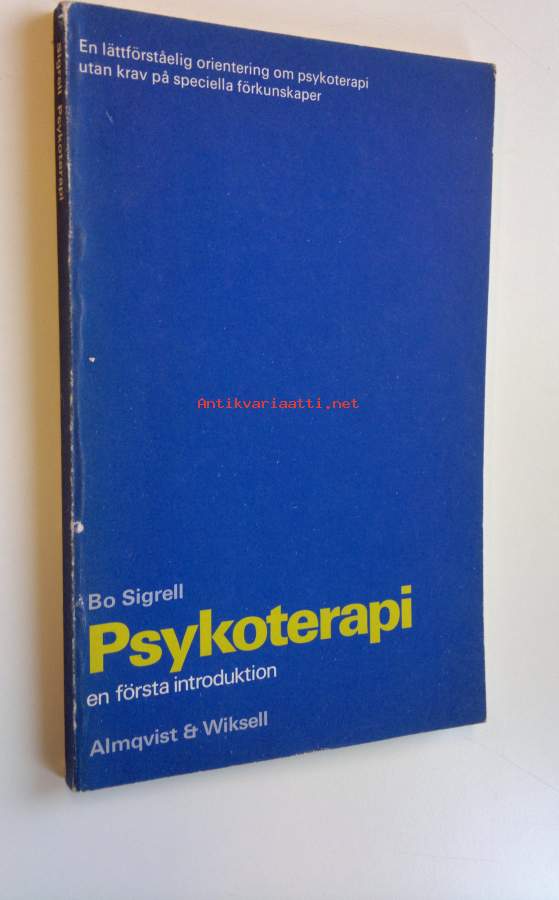 En lättförståelig orientering om psykoterapi
utan krav på speciella förkunskaper
Sigrell Psykoterapi
Antikvariaatti.net
Bo Sigrell
Psykoterapi
en första introduktion
Almqvist & Wiksell